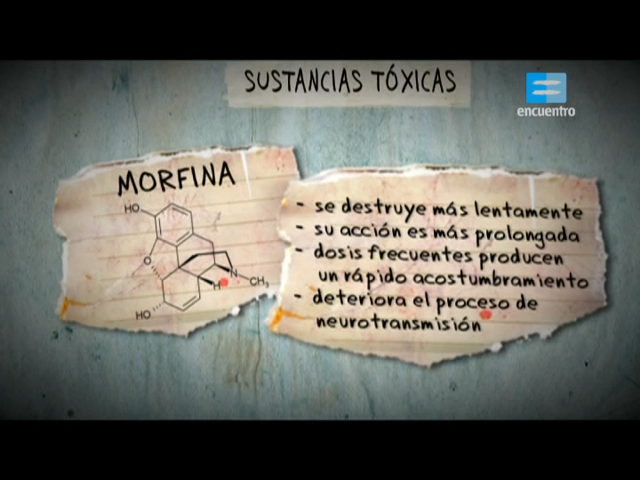 SUSTANCIAS TÓXICAS
encuentro
MORFINA
HO
O
N
CH₃
H
HO
- se destruye más lentamente
- su acción es más prolongada
- dosis frecuentes producen
un rápido acostumbramiento
- deteriora el proceso de
neurotransmisión